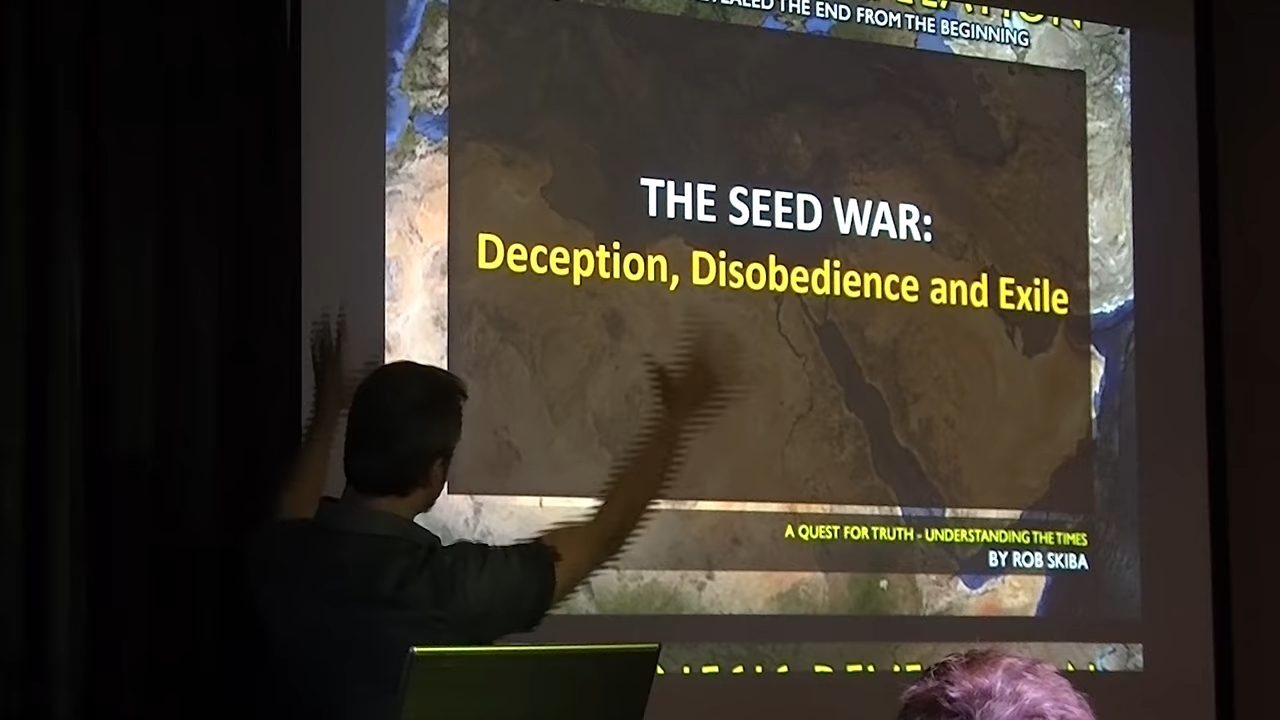 THE END FROM THE BEGINNING
THE SEED WAR:
Deception, Disobedience and Exile
A QUEST FOR TRUTH - UNDERSTANDING THE TIMES
BY ROB SKIBA